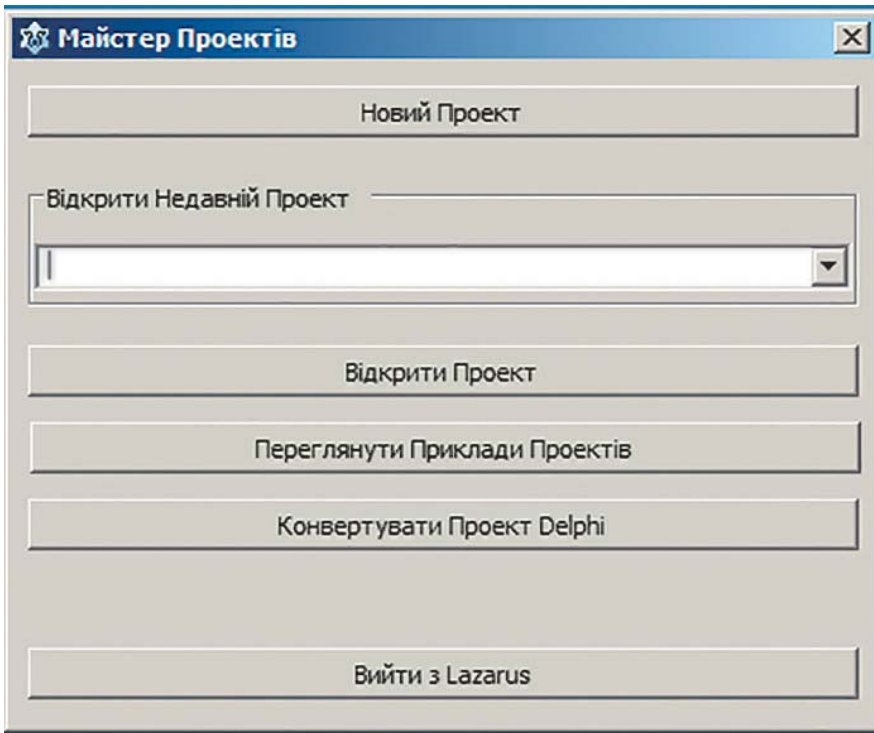 Майстер Проектів
Новий Проект
Відкрити Недавній Проект
Відкрити Проект
Переглянути Приклади Проектів
Конвертувати Проект Delphi
Вийти з Lazarus